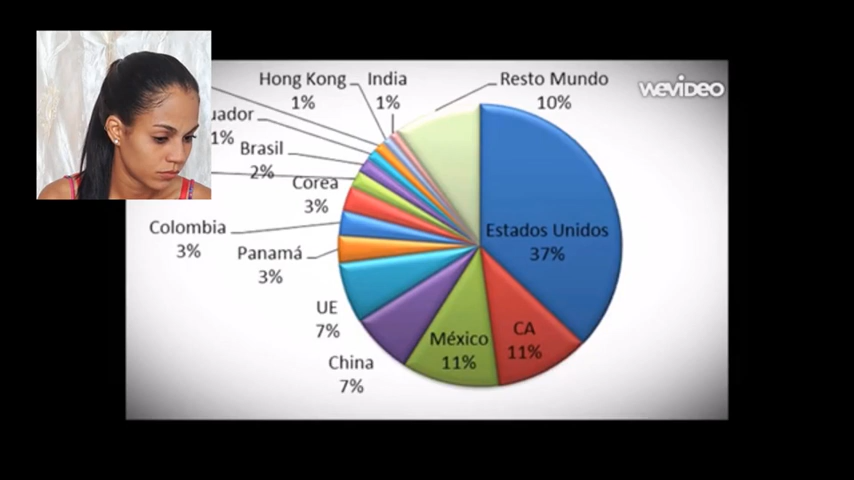 WEVIDEO
Hong Kong
1%
India
1%
Resto Mundo
10%
1%
Brasil
2%
Corea
3%
Colombia
3%
Panamá
3%
Estados Unidos
37%
UE
7%
México
11%
CA
11%
China
7%